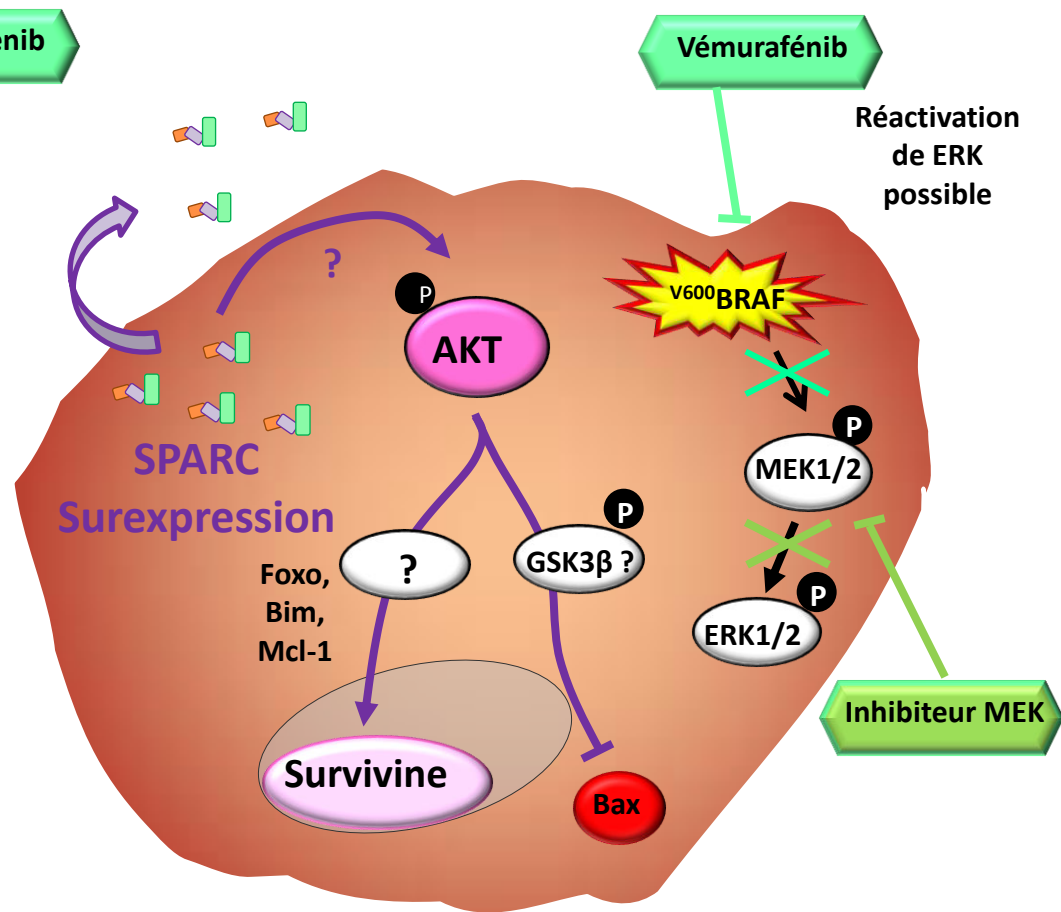 énib
Vémurafénib
Réactivation
de ERK
possible
?
P
AKT
V600BRAF
P
MEK1/2
SPARC
Surexpression
P
?
GSK3β ?
Foxo,
Bim,
Mcl-1
P
ERK1/2
Inhibiteur MEK
Survivine
Bax